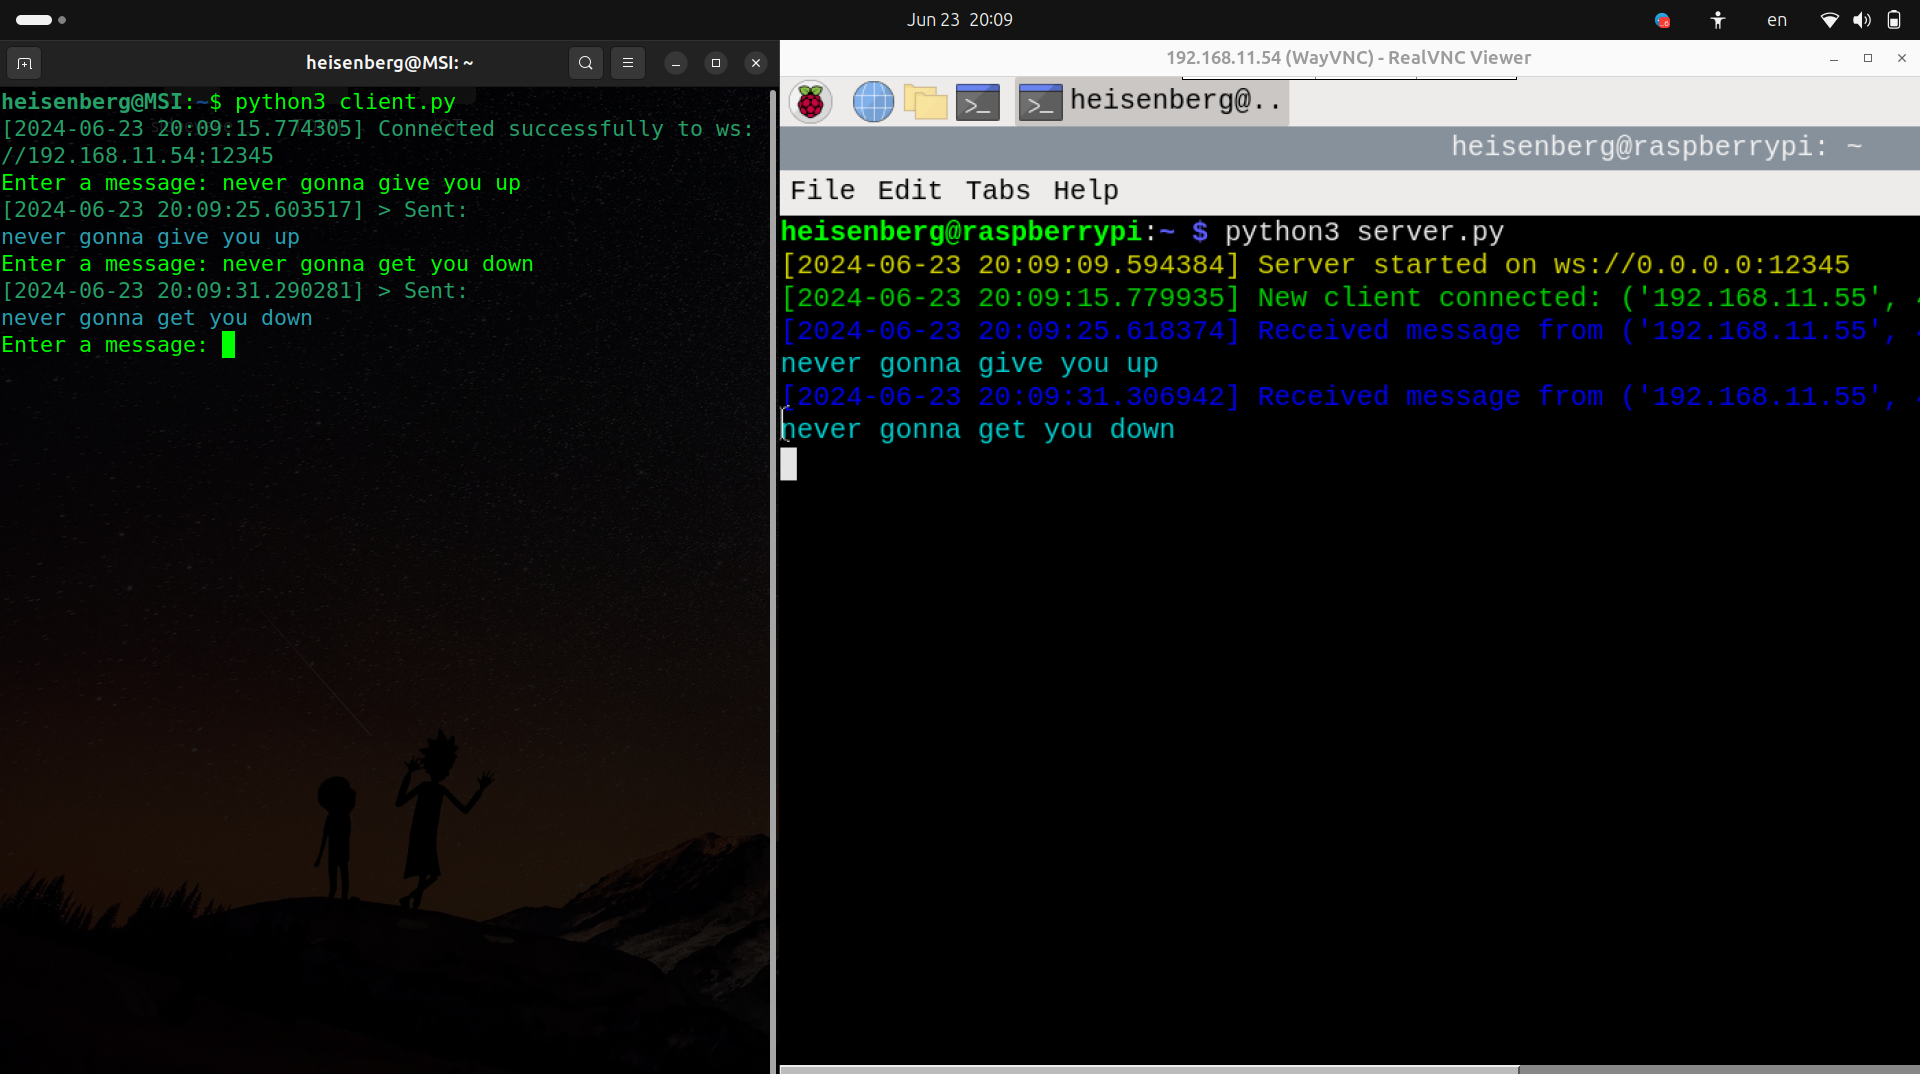 Jun 23 20:09
en
heisenberg@MSI: ~
heisenberg@MSI:~$ python3 client.py
[2024-06-23 20:09:15.774305] Connected successfully to ws:
//192.168.11.54:12345
Enter a message: never gonna give you up
[2024-06-23 20:09:25.603517] > Sent:
never gonna give you up
Enter a message: never gonna get you down
[2024-06-23 20:09:31.290281] > Sent:
never gonna get you down
Enter a message:
192.168.11.54 (WayVNC) - RealVNC Viewer
heisenberg@..
heisenberg@raspberrypi: ~
File Edit Tabs Help
heisenberg@raspberrypi:~ $ python3 server.py
[2024-06-23 20:09:09.594384] Server started on ws://0.0.0.0:12345
[2024-06-23 20:09:15.779935] New client connected: ('192.168.11.55',
[2024-06-23 20:09:25.618374] Received message from ('192.168.11.55',
never gonna give you up
[2024-06-23 20:09:31.306942] Received message from ('192.168.11.55',
never gonna get you down